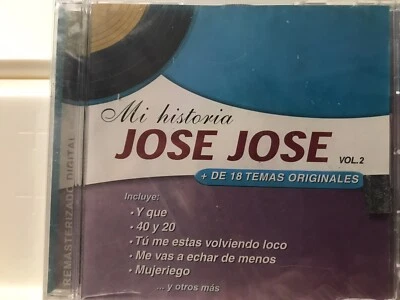 Mi historia
JOSE JOSE VOL.2
+ DE 18 TEMAS ORIGINALES
Incluye:
• Y que
• 40 y 20
• Tú me estas volviendo loco
• Me vas a echar de menos
• Mujeriego
... y otros más
REMASTERIZADO DIGITAL